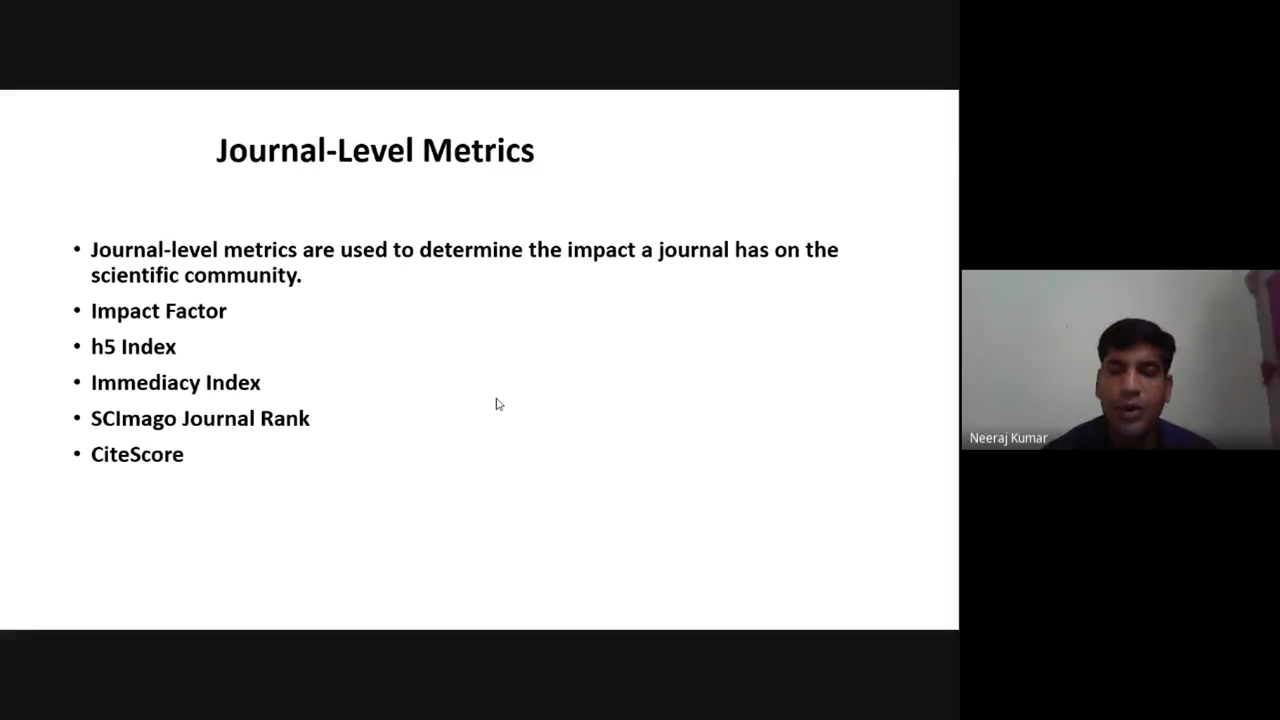 Journal-Level Metrics
• Journal-level metrics are used to determine the impact a journal has on the
scientific community.
• Impact Factor
• h5 Index
• Immediacy Index
• SCImago Journal Rank
• CiteScore
Neeraj Kumar